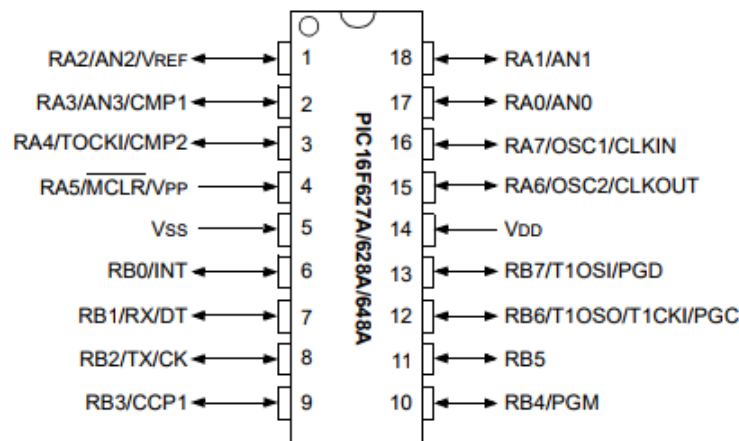 RA2/AN2/VREF 1 18 RA1/AN1
RA3/AN3/CMP1 2 17 RA0/AN0
RA4/TOCKI/CMP2 3 16 RA7/OSC1/CLKIN
RA5/MCLR/VPP 4 15 RA6/OSC2/CLKOUT
VSS 5 14 VDD
RB0/INT 6 13 RB7/T1OSI/PGD
RB1/RX/DT 7 12 RB6/T1OSO/T1CKI/PGC
RB2/TX/CK 8 11 RB5
RB3/CCP1 9 10 RB4/PGM
PIC16F627A/628A/648A